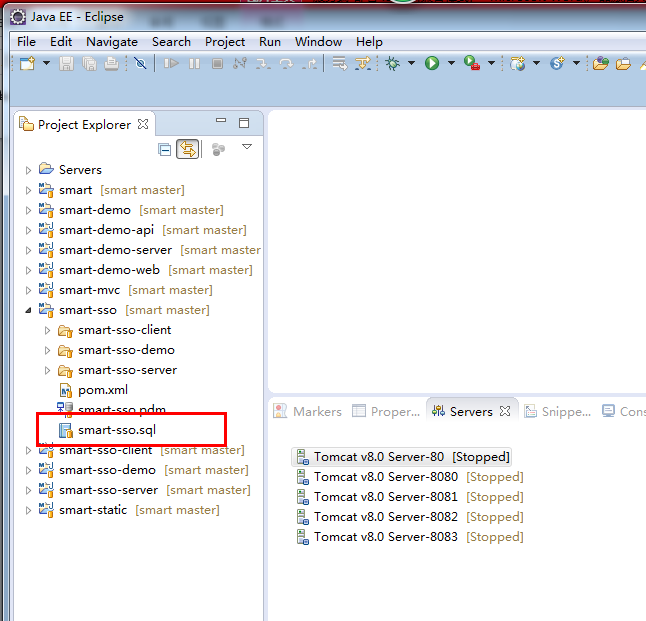 Java EE - Eclipse
File Edit Navigate Search Project Run Window Help
Project Explorer
Servers
smart [smart master]
smart-demo [smart master]
smart-demo-api [smart master]
smart-demo-server [smart master
smart-demo-web [smart master]
smart-mvc [smart master]
smart-sso [smart master]
smart-sso-client
smart-sso-demo
smart-sso-server
pom.xml
smart-sso.pdm
smart-sso.sql
smart-sso-client [smart master]
smart-sso-demo [smart master]
smart-sso-server [smart master]
smart-static [smart master]
Markers Proper... Servers Snippe... Cons
Tomcat v8.0 Server-80 [Stopped]
Tomcat v8.0 Server-8080 [Stopped]
Tomcat v8.0 Server-8081 [Stopped]
Tomcat v8.0 Server-8082 [Stopped]
Tomcat v8.0 Server-8083 [Stopped]